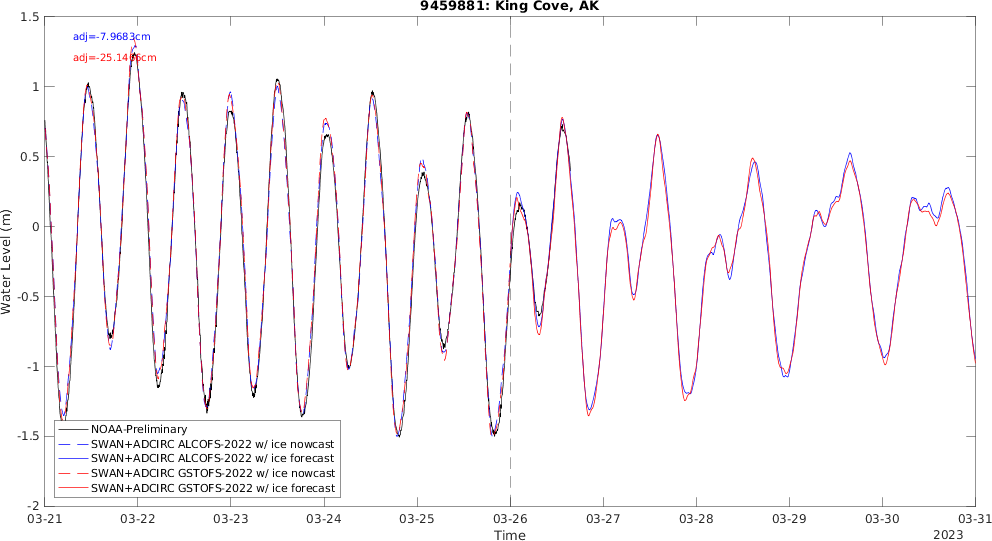 9459881: King Cove, AK
1.5
adj=-7.9683cm
1
0.5
0
-0.5
-1
-1.5
-2
Water Level (m)
NOAA-Preliminary
SWAN+ADCIRC ALCOFS-2022 w/ ice nowcast
SWAN+ADCIRC ALCOFS-2022 w/ ice forecast
SWAN+ADCIRC GSTOFS-2022 w/ ice nowcast
SWAN+ADCIRC GSTOFS-2022 w/ ice forecast
03-21 03-22 03-23 03-24 03-25 03-26 03-27 03-28 03-29 03-30 03-31
Time
2023